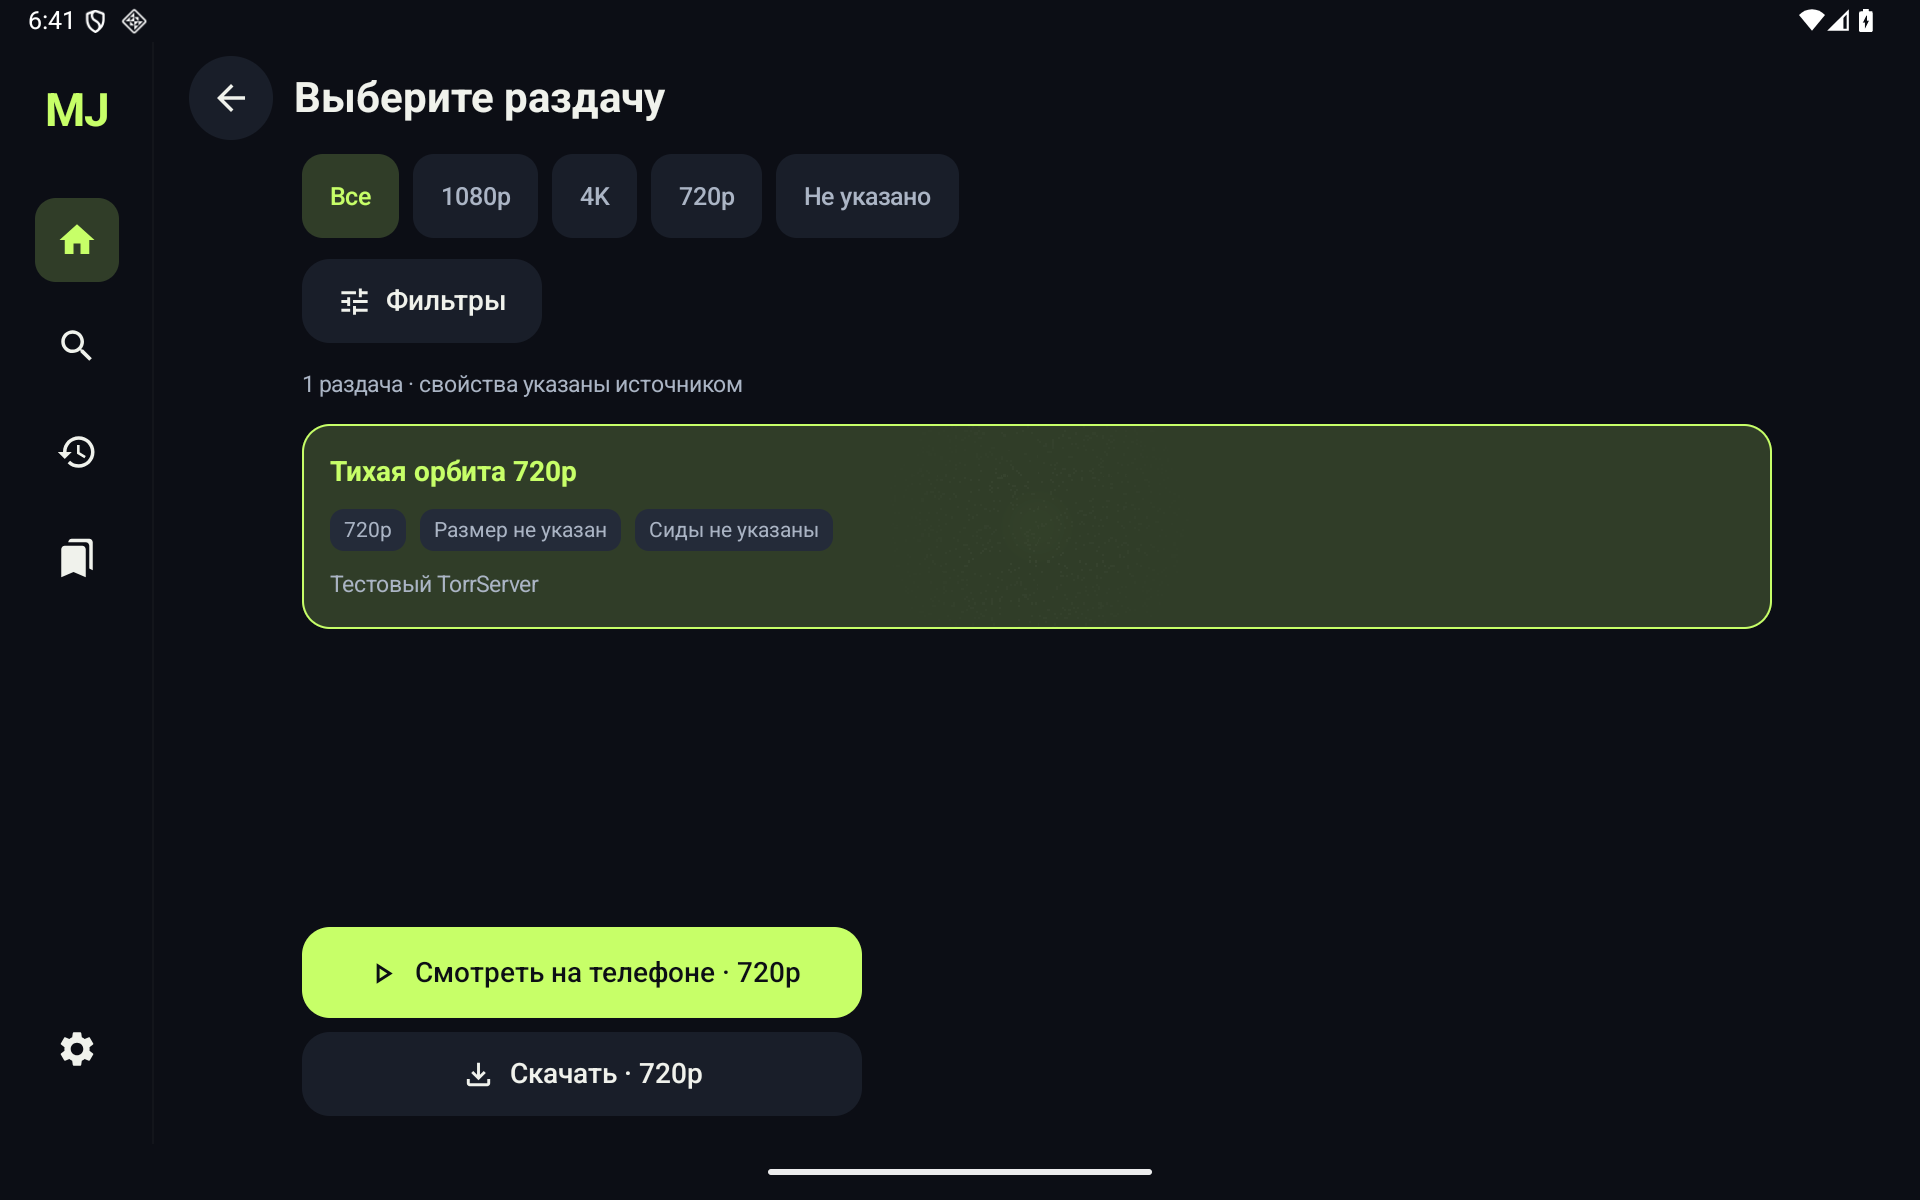 6:41
MJ
Выберите раздачу
Все 1080p 4K 720p Не указано
Фильтры
1 раздача · свойства указаны источником
Тихая орбита 720p
720p Размер не указан Сиды не указаны
Тестовый TorrServer
Смотреть на телефоне · 720p
Скачать · 720p